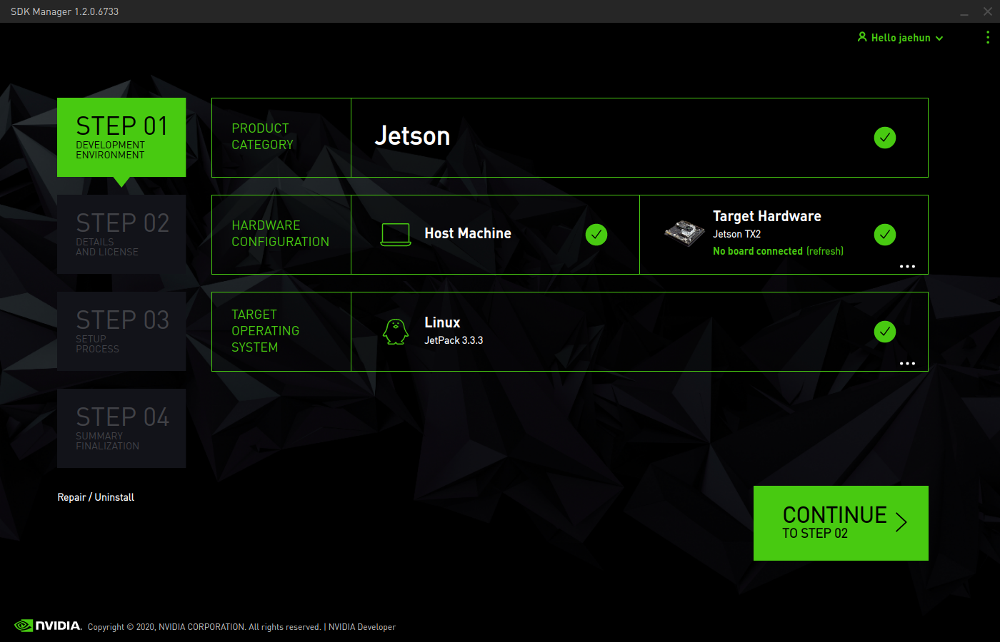 SDK Manager 1.2.0.6733
Hello jaehun
STEP 01
DEVELOPMENT
ENVIRONMENT
PRODUCT
CATEGORY
Jetson
STEP 02
DETAILS
AND LICENSE
HARDWARE
CONFIGURATION
Host Machine
Target Hardware
Jetson TX2
No board connected (refresh)
STEP 03
SETUP
PROCESS
TARGET
OPERATING
SYSTEM
Linux
JetPack 3.3.3
STEP 04
SUMMARY
FINALIZATION
Repair / Uninstall
CONTINUE
TO STEP 02
NVIDIA. Copyright © 2020, NVIDIA CORPORATION. All rights reserved. | NVIDIA Developer